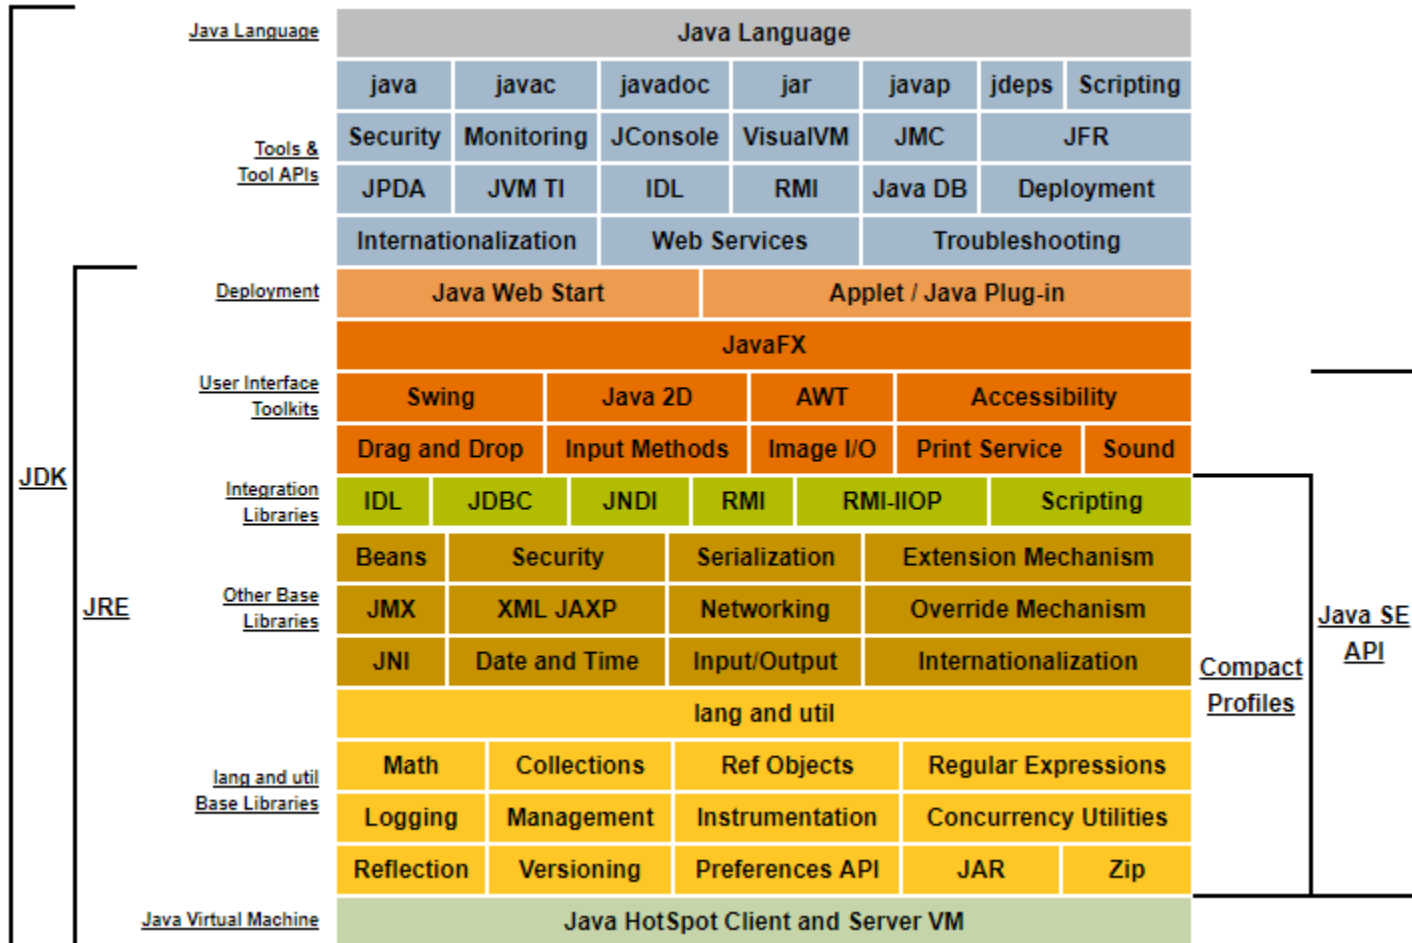 Java Language Java Language
java javac javadoc jar javap jdeps Scripting
Tools &
Tool APIs
Security Monitoring JConsole VisualVM JMC JFR
JPDA JVM TI IDL RMI Java DB Deployment
Internationalization Web Services Troubleshooting
Deployment Java Web Start Applet / Java Plug-in
JavaFX
User Interface
Toolkits
Swing Java 2D AWT Accessibility
Drag and Drop Input Methods Image I/O Print Service Sound
JDK
Integration
Libraries
IDL JDBC JNDI RMI RMI-IIOP Scripting
JRE
Other Base
Libraries
Beans Security Serialization Extension Mechanism
JMX XML JAXP Networking Override Mechanism
JNI Date and Time Input/Output Internationalization
Java SE
API
Compact
Profiles
lang and util
lang and util
Base Libraries
Math Collections Ref Objects Regular Expressions
Logging Management Instrumentation Concurrency Utilities
Reflection Versioning Preferences API JAR Zip
Java Virtual Machine Java HotSpot Client and Server VM